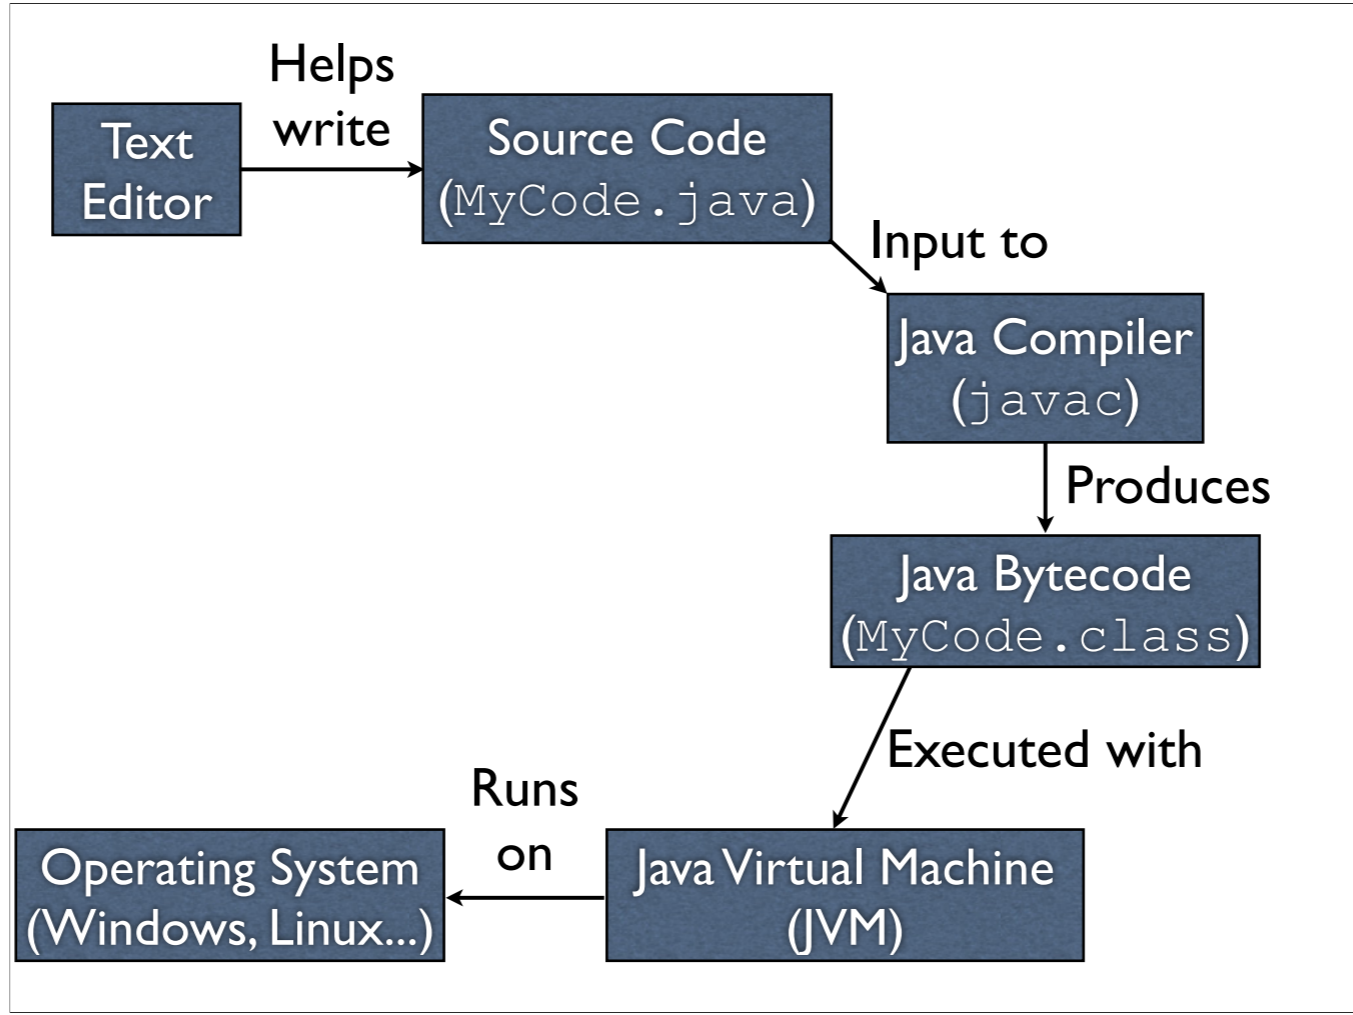 Text
Editor
Helps
write
Source Code
(MyCode.java)
Input to
Java Compiler
(javac)
Produces
Java Bytecode
(MyCode.class)
Executed with
Java Virtual Machine
(JVM)
Runs
on
Operating System
(Windows, Linux...)